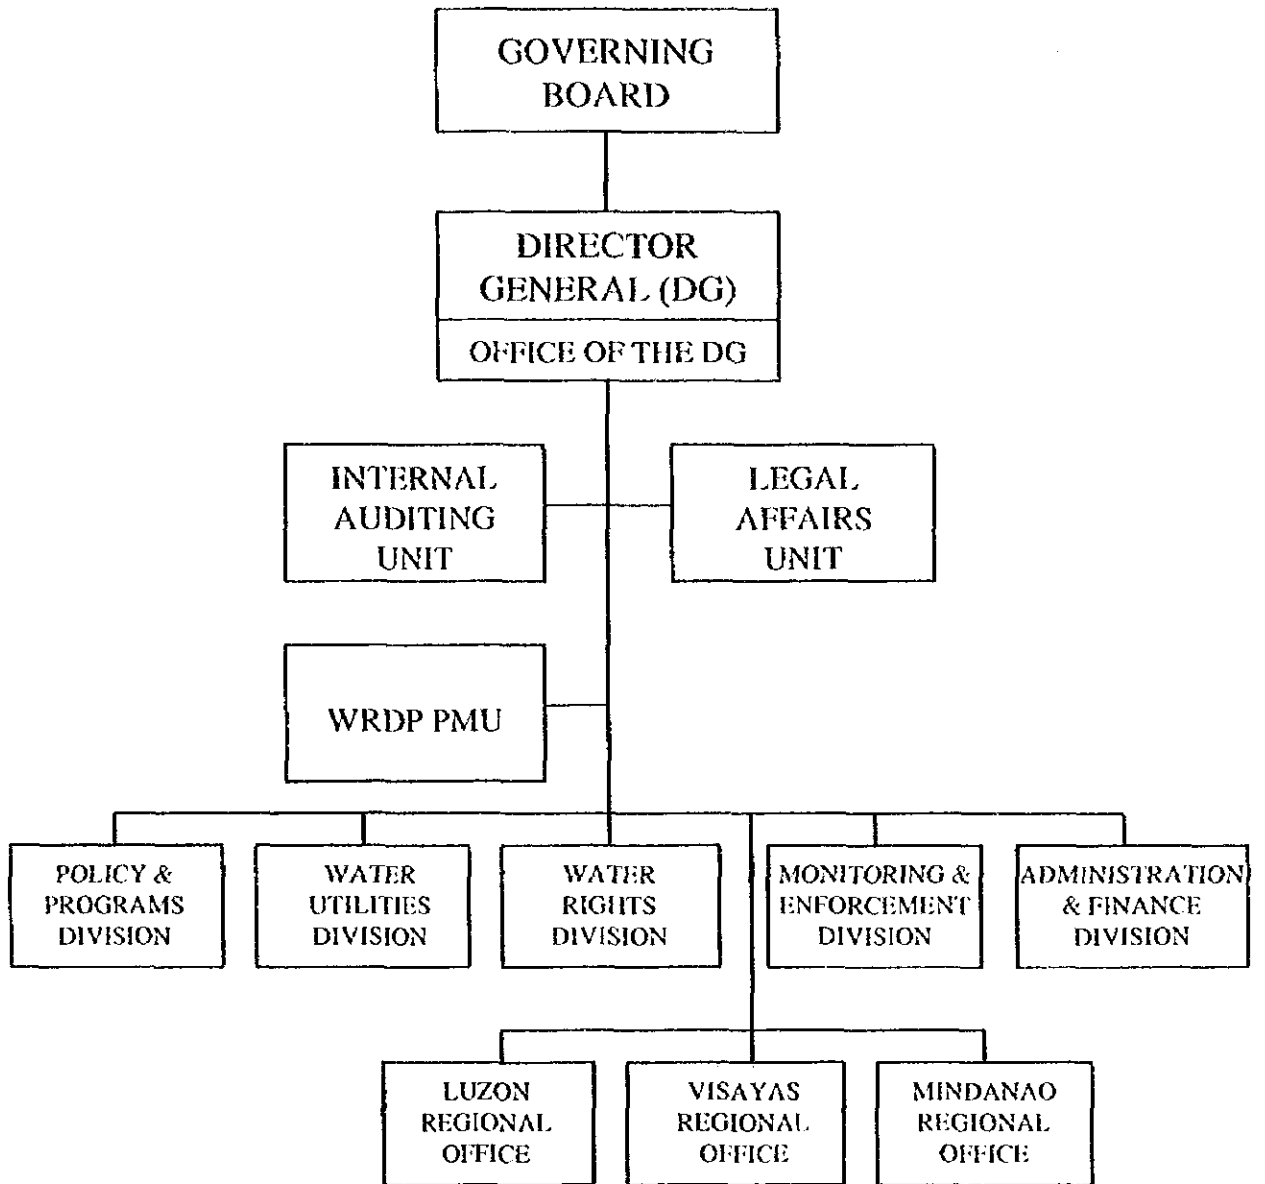 GOVERNING
BOARD
DIRECTOR
GENERAL (DG)
OFFICE OF THE DG
INTERNAL
AUDITING
UNIT
LEGAL
AFFAIRS
UNIT
WRDP PMU
POLICY &
PROGRAMS
DIVISION
WATER
UTILITIES
DIVISION
WATER
RIGHTS
DIVISION
MONITORING &
ENFORCEMENT
DIVISION
ADMINISTRATION
& FINANCE
DIVISION
LUZON
REGIONAL
OFFICE
VISAYAS
REGIONAL
OFFICE
MINDANAO
REGIONAL
OFFICE